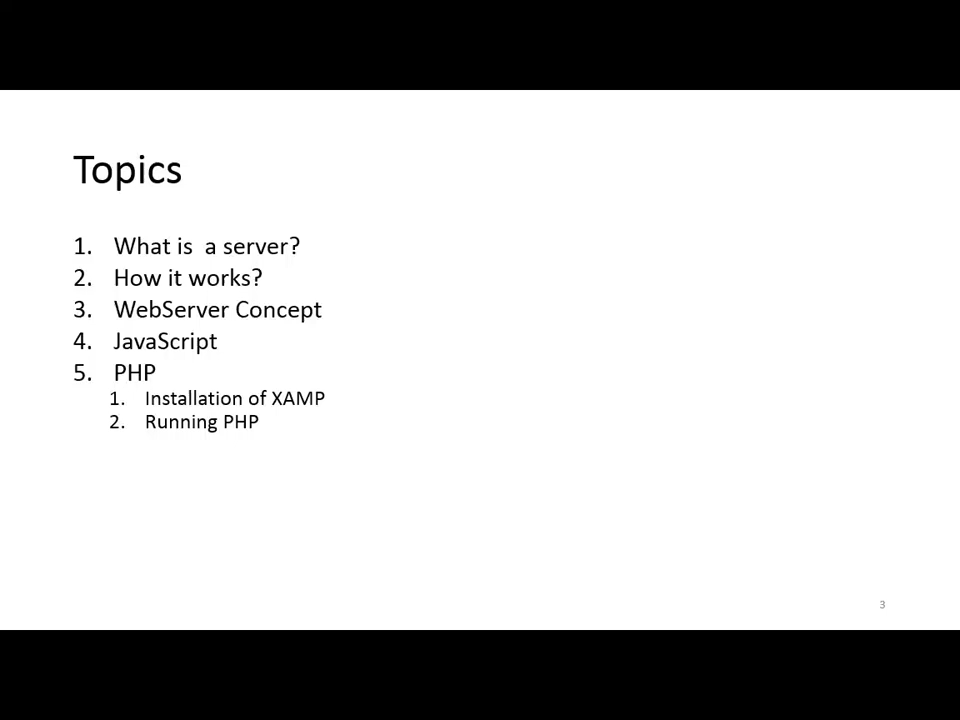 Topics
1. What is  a server?
2. How it works?
3. WebServer Concept
4. JavaScript
5. PHP
1. Installation of XAMP
2. Running PHP
3